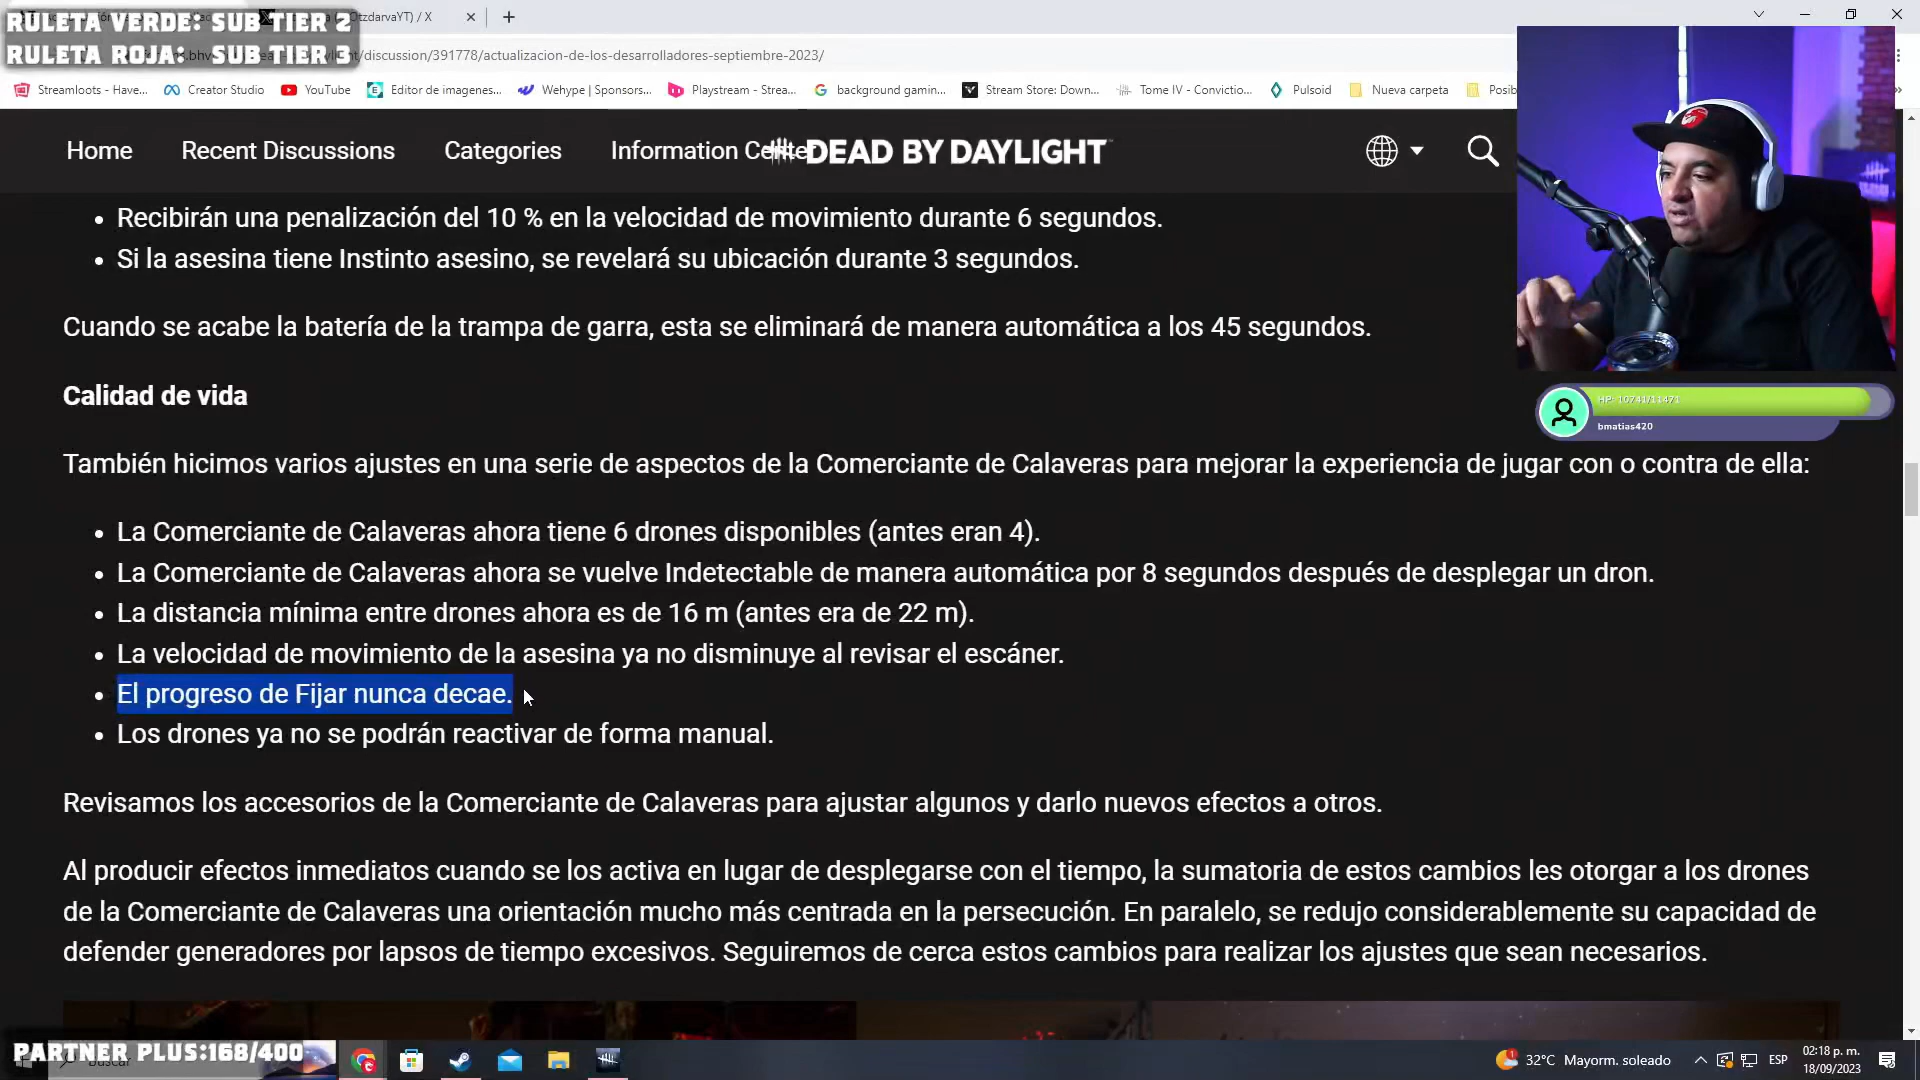 RULETA VERDE: SUB TIER 2
RULETA ROJA: SUB TIER 3
OtzdarvaYT) / X
/discussion/391778/actualizacion-de-los-desarrolladores-septiembre-2023/
Streamloots - Have... Creator Studio YouTube Editor de imagenes... Wehype | Sponsors... Playstream - Strea... background gamin... Stream Store: Down... Tome IV - Convictio... Pulsoid Nueva carpeta Posib
Home Recent Discussions Categories Information Center DEAD BY DAYLIGHT
• Recibirán una penalización del 10 % en la velocidad de movimiento durante 6 segundos.
• Si la asesina tiene Instinto asesino, se revelará su ubicación durante 3 segundos.
Cuando se acabe la batería de la trampa de garra, esta se eliminará de manera automática a los 45 segundos.
Calidad de vida
HP: 10741/11471
bmatias420
También hicimos varios ajustes en una serie de aspectos de la Comerciante de Calaveras para mejorar la experiencia de jugar con o contra de ella:
• La Comerciante de Calaveras ahora tiene 6 drones disponibles (antes eran 4).
• La Comerciante de Calaveras ahora se vuelve Indetectable de manera automática por 8 segundos después de desplegar un dron.
• La distancia mínima entre drones ahora es de 16 m (antes era de 22 m).
• La velocidad de movimiento de la asesina ya no disminuye al revisar el escáner.
• El progreso de Fijar nunca decae.
• Los drones ya no se podrán reactivar de forma manual.
Revisamos los accesorios de la Comerciante de Calaveras para ajustar algunos y darlo nuevos efectos a otros.
Al producir efectos inmediatos cuando se los activa en lugar de desplegarse con el tiempo, la sumatoria de estos cambios les otorgar a los drones
de la Comerciante de Calaveras una orientación mucho más centrada en la persecución. En paralelo, se redujo considerablemente su capacidad de
defender generadores por lapsos de tiempo excesivos. Seguiremos de cerca estos cambios para realizar los ajustes que sean necesarios.
PARTNER PLUS:168/400
Buscar
32°C Mayorm. soleado
ESP
02:18 p. m.
18/09/2023